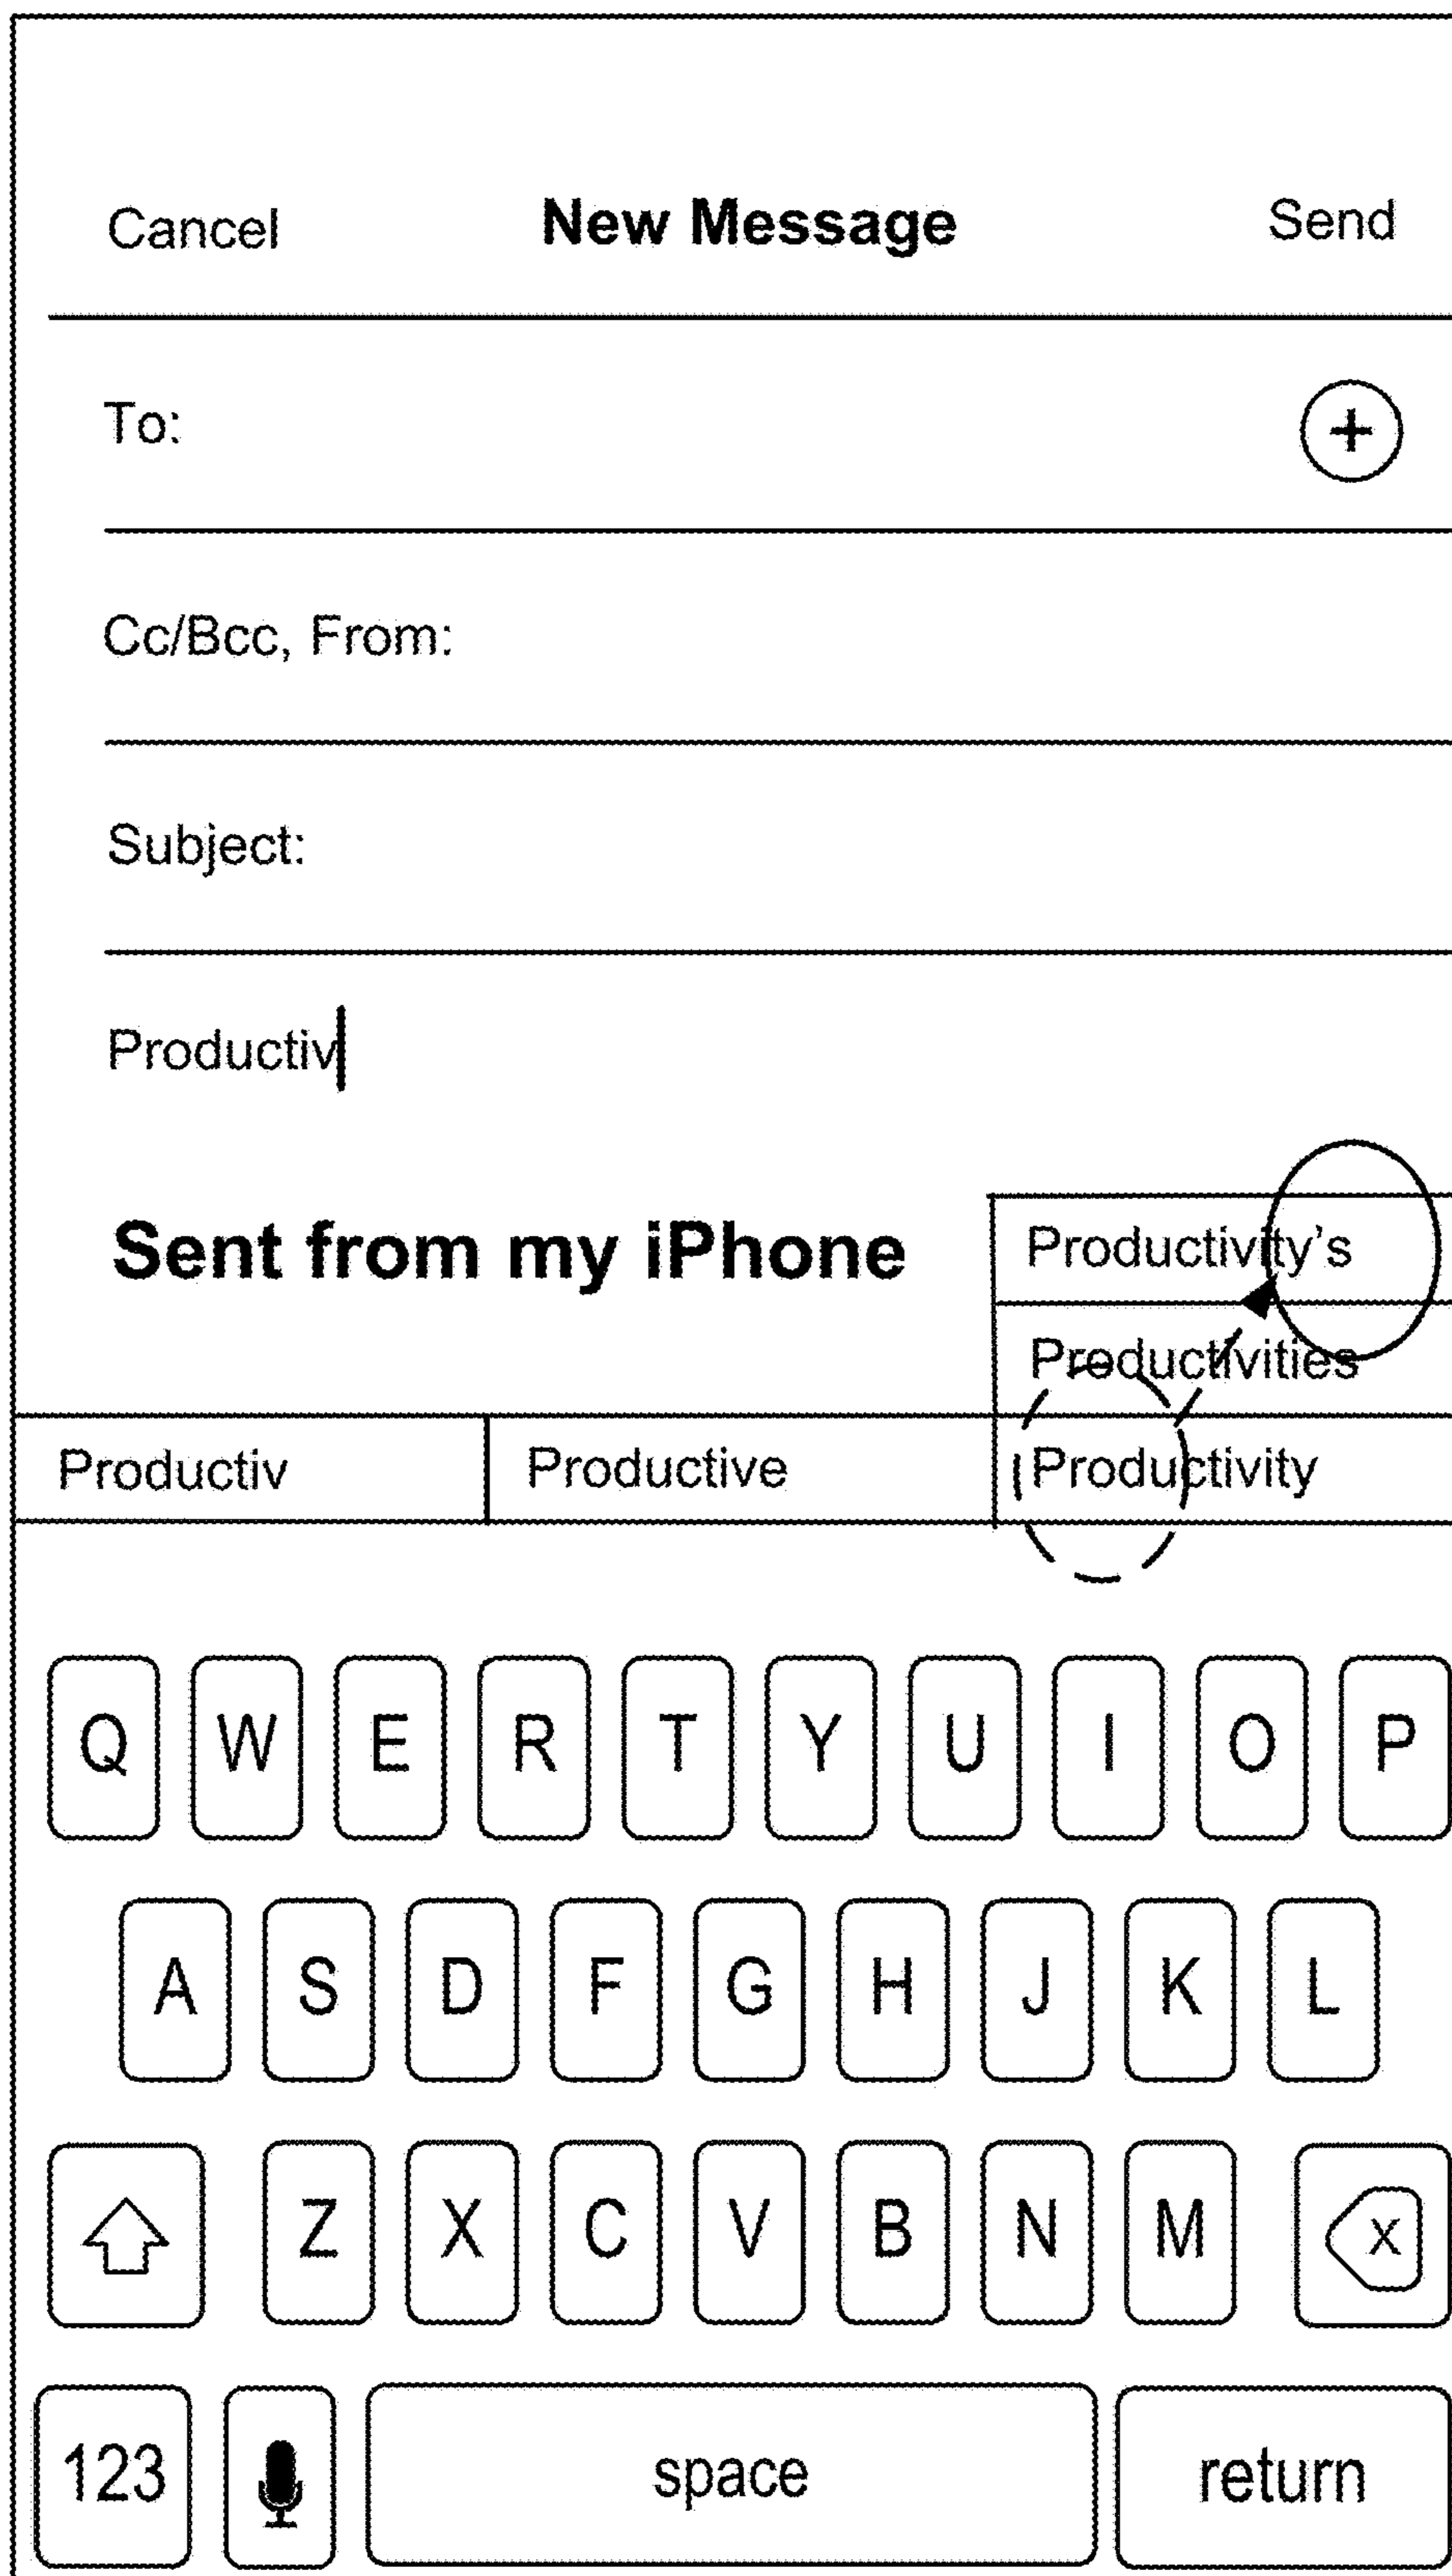 Cancel New Message Send
To: +
Cc/Bcc, From:
Subject:
Productiv
Sent from my iPhone
Productivity's
Productivities
Productiv Productive Productivity
Q W E R T Y U I O P
A S D F G H J K L
Z X C V B N M X
123 space return